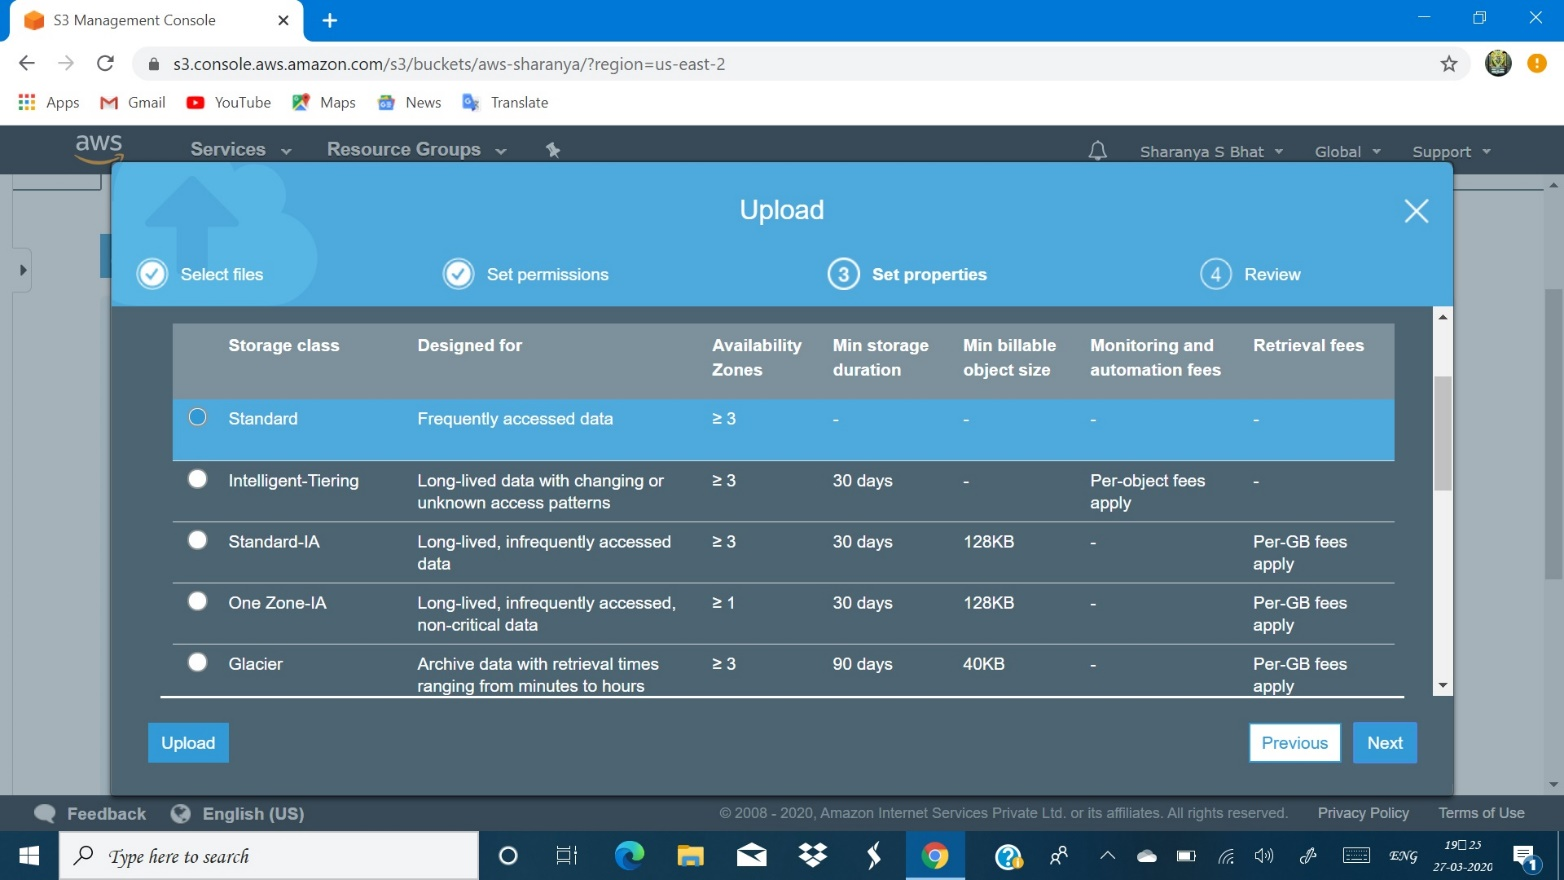 S3 Management Console
s3.console.aws.amazon.com/s3/buckets/aws-sharanya/?region=us-east-2
Apps Gmail YouTube Maps News Translate
aws Services Resource Groups Sharanya S Bhat Global Support
Upload
Select files Set permissions 3 Set properties 4 Review
Storage class Designed for Availability Zones Min storage duration Min billable object size Monitoring and automation fees Retrieval fees
Standard Frequently accessed data ≥ 3 - - - -
Intelligent-Tiering Long-lived data with changing or unknown access patterns ≥ 3 30 days - Per-object fees apply -
Standard-IA Long-lived, infrequently accessed data ≥ 3 30 days 128KB - Per-GB fees apply
One Zone-IA Long-lived, infrequently accessed, non-critical data ≥ 1 30 days 128KB - Per-GB fees apply
Glacier Archive data with retrieval times ranging from minutes to hours ≥ 3 90 days 40KB - Per-GB fees apply
Upload Previous Next
Feedback English (US) © 2008 - 2020, Amazon Internet Services Private Ltd. or its affiliates. All rights reserved. Privacy Policy Terms of Use
Type here to search ENG 19□25
27-03-2020 1